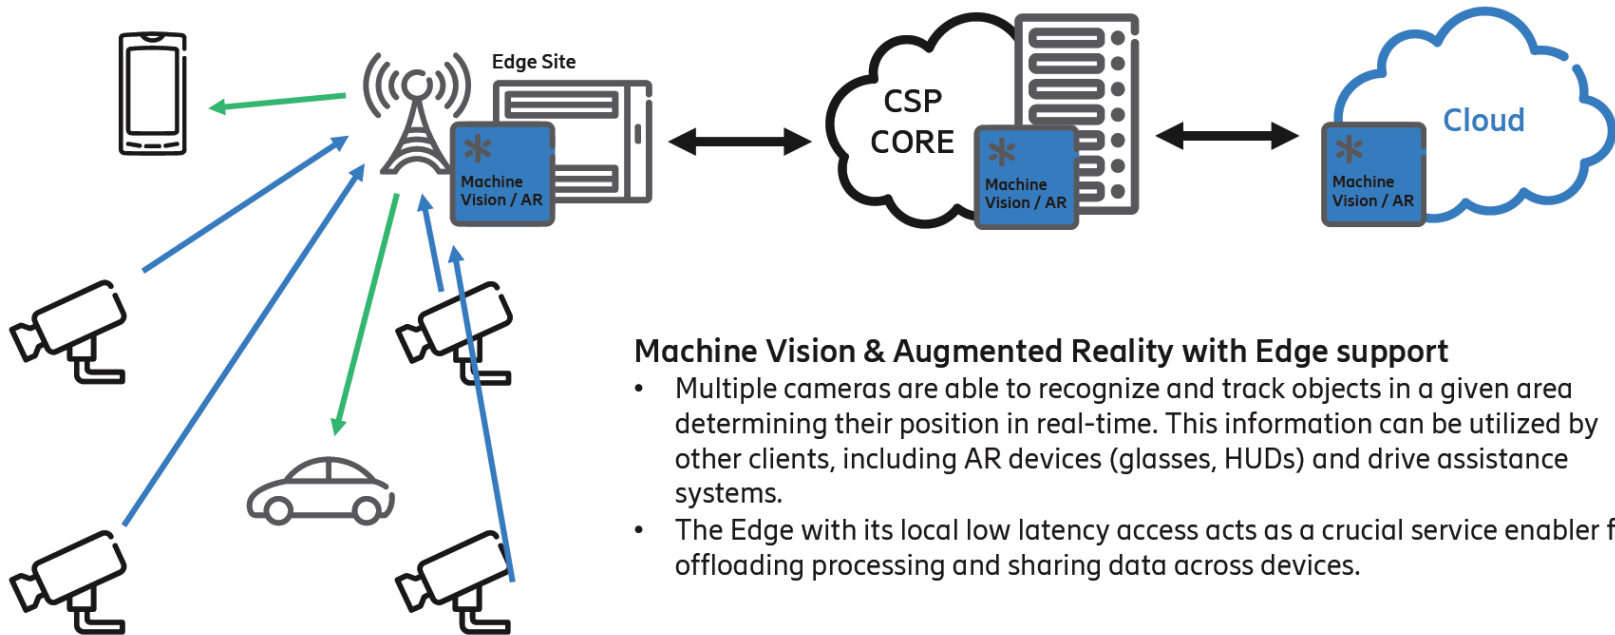 Edge Site
Machine
Vision / AR
CSP
CORE
Machine
Vision / AR
Cloud
Machine
Vision / AR
Machine Vision & Augmented Reality with Edge support
• Multiple cameras are able to recognize and track objects in a given area
determining their position in real-time. This information can be utilized by
other clients, including AR devices (glasses, HUDs) and drive assistance
systems.
• The Edge with its local low latency access acts as a crucial service enabler
offloading processing and sharing data across devices.